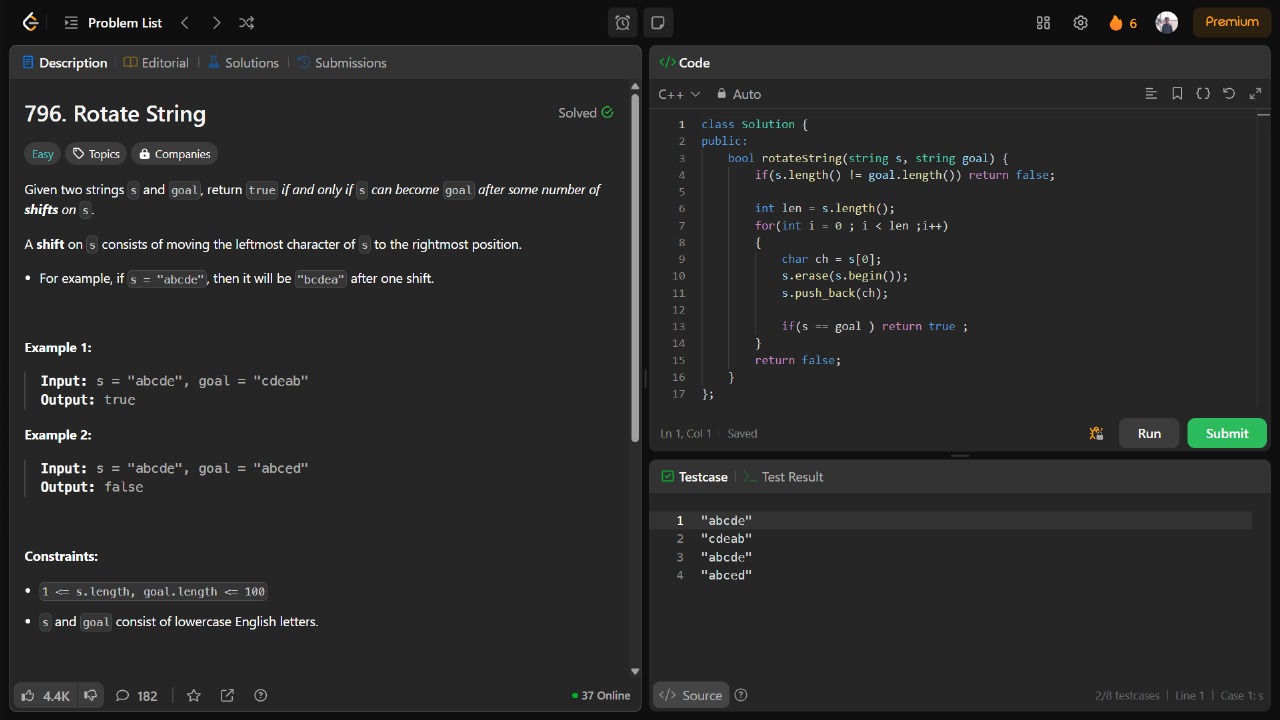 Problem List
6
Premium
Description
Editorial
Solutions
Submissions
796. Rotate String
Solved
Easy
Topics
Companies
Given two strings s and goal, return true if and only if s can become goal after some number of
shifts on s.
A shift on s consists of moving the leftmost character of s to the rightmost position.
• For example, if s = "abcde", then it will be "bcdea" after one shift.
Example 1:
Input: s = "abcde", goal = "cdeab"
Output: true
Example 2:
Input: s = "abcde", goal = "abced"
Output: false
Constraints:
• 1 <= s.length, goal.length <= 100
• s and goal consist of lowercase English letters.
4.4K
182
37 Online
</> Code
C++
Auto
1 class Solution {
2 public:
3     bool rotateString(string s, string goal) {
4         if(s.length() != goal.length()) return false;
5
6         int len = s.length();
7         for(int i = 0 ; i < len ;i++)
8         {
9             char ch = s[0];
10             s.erase(s.begin());
11             s.push_back(ch);
12
13             if(s == goal ) return true ;
14         }
15         return false;
16     }
17 };
Ln 1, Col 1
Saved
Run
Submit
Testcase
Test Result
1 "abcde"
2 "cdeab"
3 "abcde"
4 "abced"
</> Source
2/8 testcases
Line 1
Case 1: s